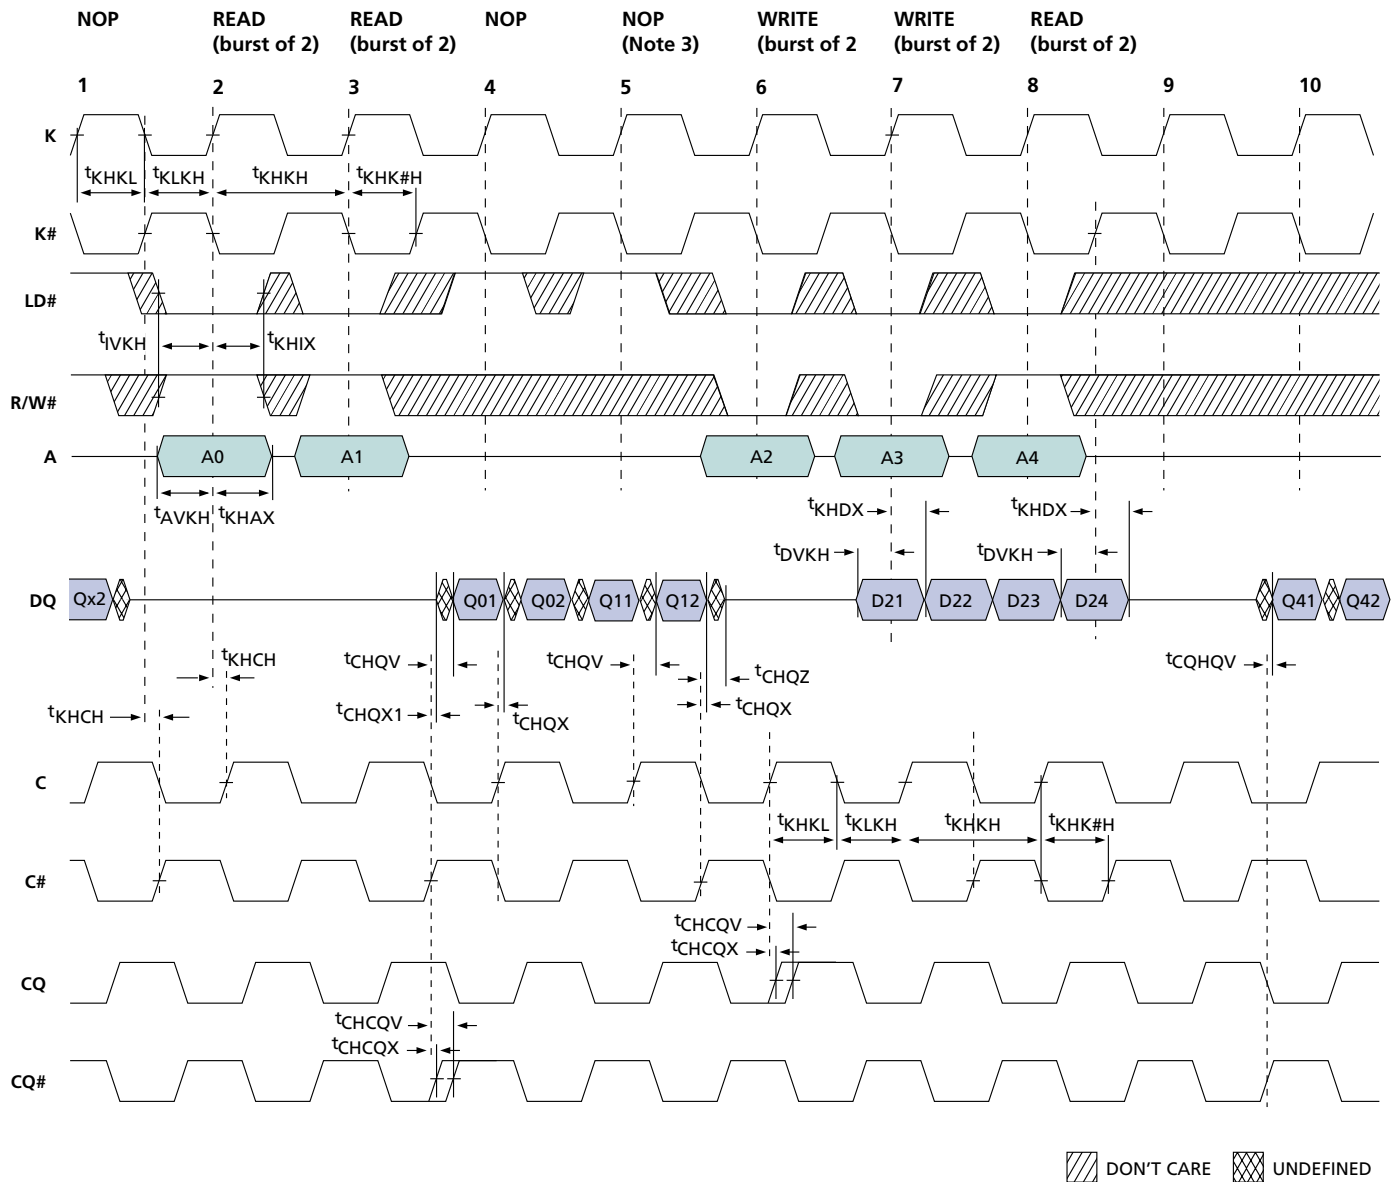 NOP READ READ NOP NOP WRITE WRITE READ
(burst of 2) (burst of 2) (Note 3) (burst of 2 (burst of 2) (burst of 2)
1 2 3 4 5 6 7 8 9 10
K
tKHKL tKLKH tKHKH tKHK#H
K#
LD#
tIVKH tKHIX
R/W#
A A0 A1 A2 A3 A4
tAVKH tKHAX tKHDX tKHDX
tDVKH tDVKH
DQ Qx2 Q01 Q02 Q11 Q12 D21 D22 D23 D24 Q41 Q42
tKHCH tCHQV tCHQV tCHQZ tCQHQV
tKHCH tCHQX1 tCHQX tCHQX
C
tKHKL tKLKH tKHKH tKHK#H
C#
tCHCQV
tCHCQX
CQ
tCHCQV
tCHCQX
CQ#
DON'T CARE UNDEFINED